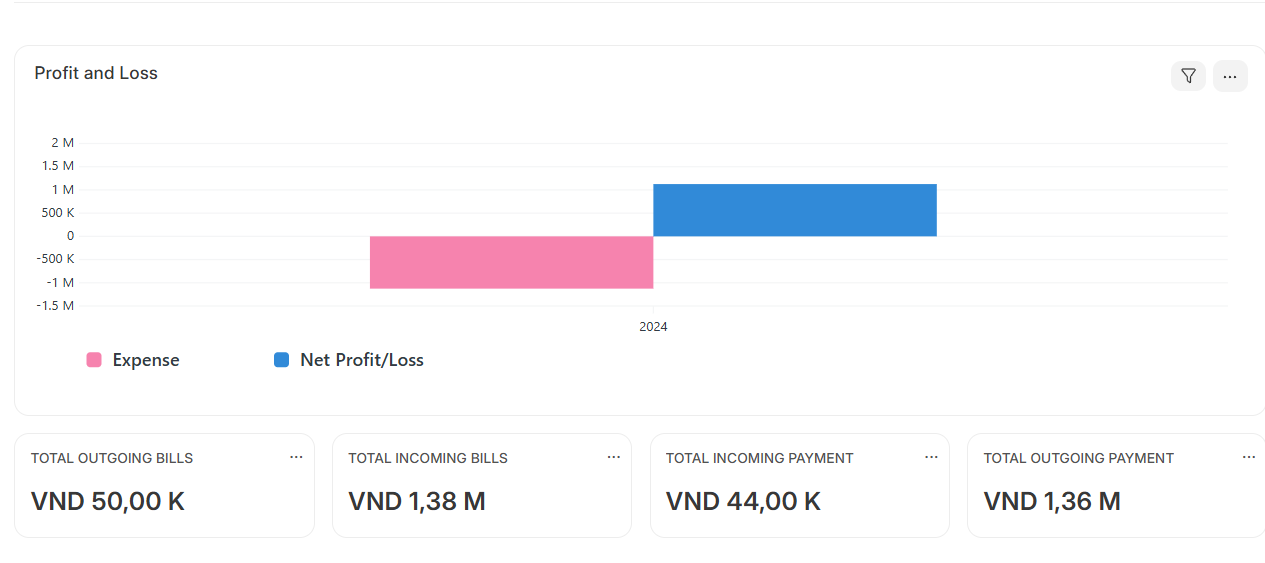 Profit and Loss
2 M
1.5 M
1 M
500 K
0
-500 K
-1 M
-1.5 M
2024
Expense
Net Profit/Loss
TOTAL OUTGOING BILLS
VND 50,00 K
TOTAL INCOMING BILLS
VND 1,38 M
TOTAL INCOMING PAYMENT
VND 44,00 K
TOTAL OUTGOING PAYMENT
VND 1,36 M